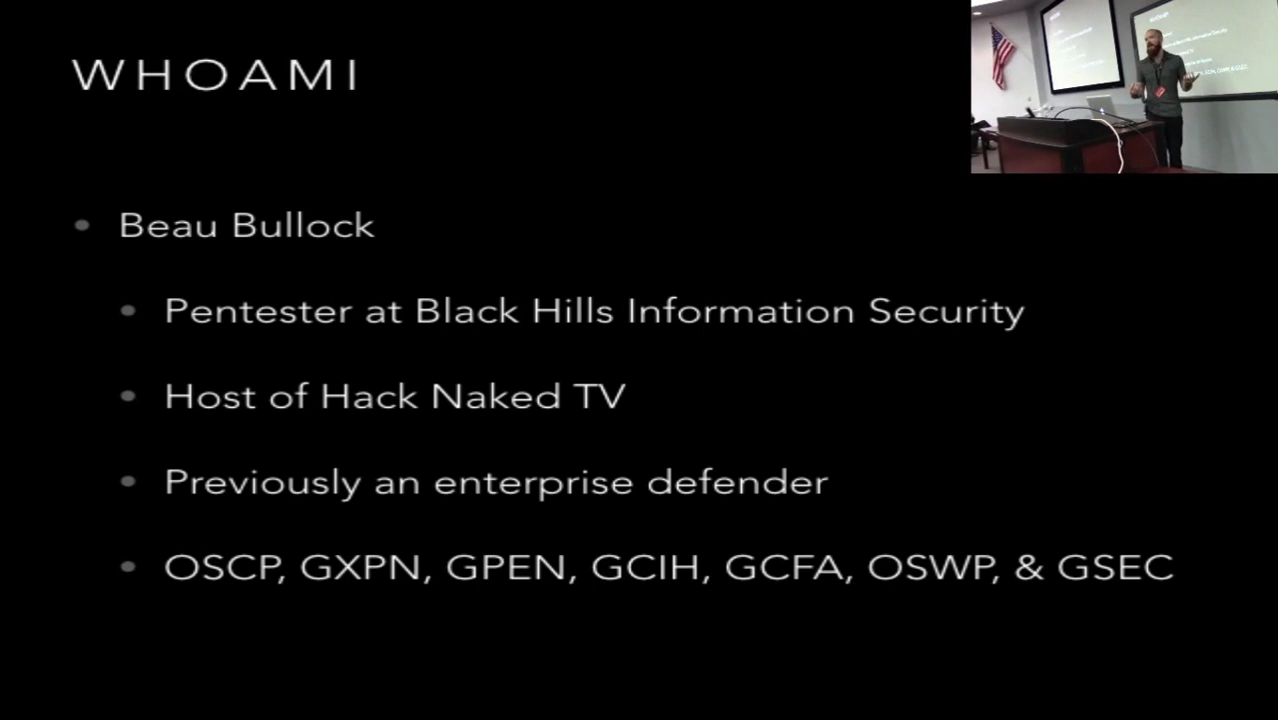 WHOAMI
Beau Bullock
Pentester at Black Hills Information Security
Host of Hack Naked TV
Previously an enterprise defender
OSCP, GXPN, GPEN, GCIH, GCFA, OSWP, & GSEC